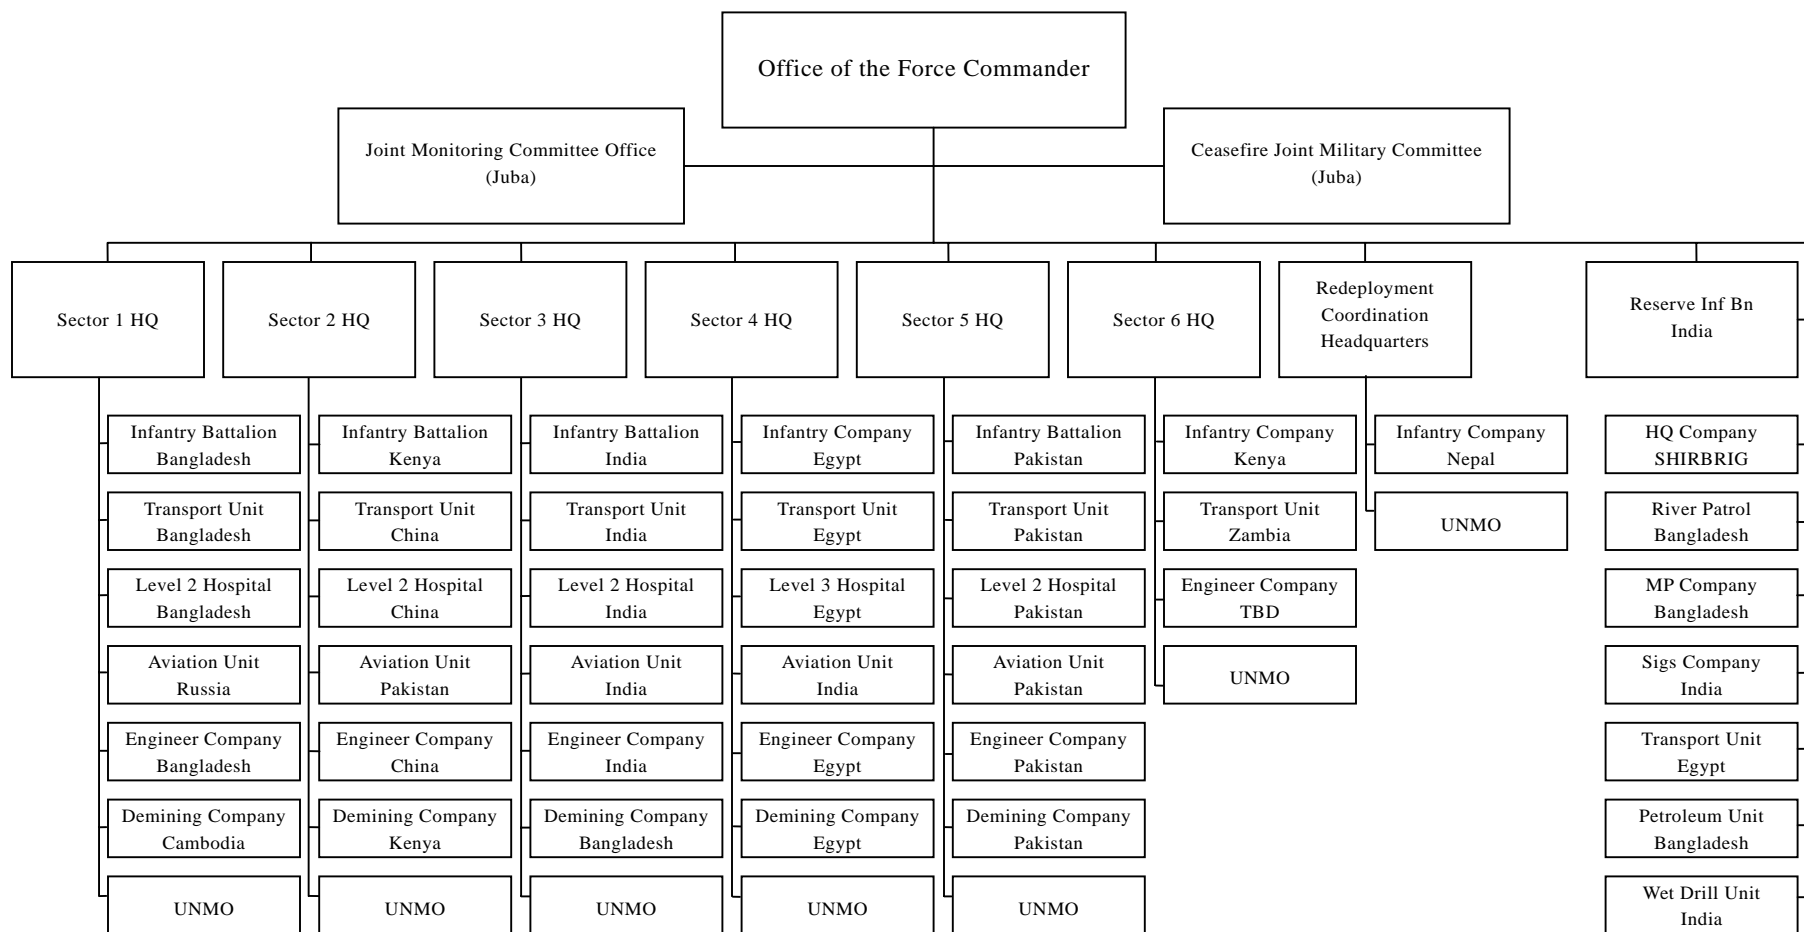 Office of the Force Commander
Joint Monitoring Committee Office
(Juba)
Ceasefire Joint Military Committee
(Juba)
Sector 1 HQ
Sector 2 HQ
Sector 3 HQ
Sector 4 HQ
Sector 5 HQ
Sector 6 HQ
Redeployment
Coordination
Headquarters
Reserve Inf Bn
India
Infantry Battalion
Bangladesh
Infantry Battalion
Kenya
Infantry Battalion
India
Infantry Company
Egypt
Infantry Battalion
Pakistan
Infantry Company
Kenya
Infantry Company
Nepal
HQ Company
SHIRBRIG
Transport Unit
Bangladesh
Transport Unit
China
Transport Unit
India
Transport Unit
Egypt
Transport Unit
Pakistan
Transport Unit
Zambia
UNMO
River Patrol
Bangladesh
Level 2 Hospital
Bangladesh
Level 2 Hospital
China
Level 2 Hospital
India
Level 3 Hospital
Egypt
Level 2 Hospital
Pakistan
Engineer Company
TBD
MP Company
Bangladesh
Aviation Unit
Russia
Aviation Unit
Pakistan
Aviation Unit
India
Aviation Unit
India
Aviation Unit
Pakistan
UNMO
Sigs Company
India
Engineer Company
Bangladesh
Engineer Company
China
Engineer Company
India
Engineer Company
Egypt
Engineer Company
Pakistan
Transport Unit
Egypt
Demining Company
Cambodia
Demining Company
Kenya
Demining Company
Bangladesh
Demining Company
Egypt
Demining Company
Pakistan
Petroleum Unit
Bangladesh
UNMO
UNMO
UNMO
UNMO
UNMO
Wet Drill Unit
India